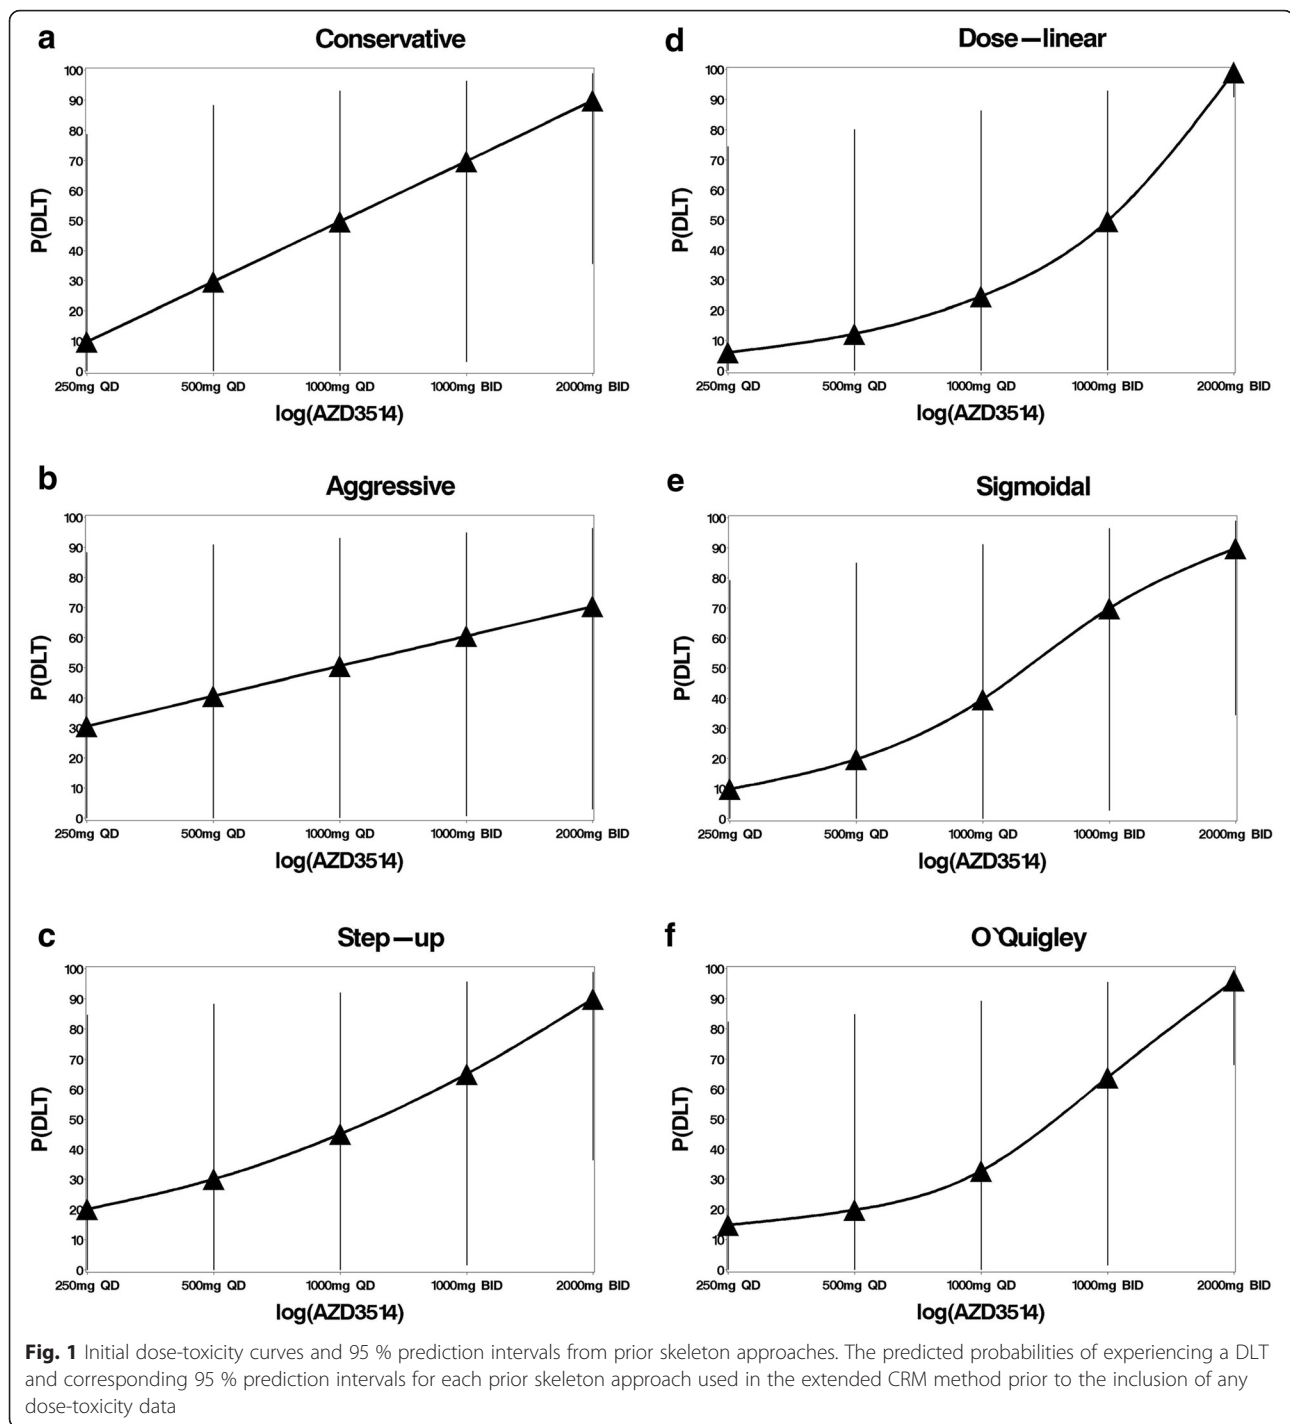 a
Conservative
100
90
80
70
60
50
40
30
20
10
0
P(DLT)
250mg QD 500mg QD 1000mg QD 1000mg BID 2000mg BID
log(AZD3514)
d
Dose—linear
100
90
80
70
60
50
40
30
20
10
0
P(DLT)
250mg QD 500mg QD 1000mg QD 1000mg BID 2000mg BID
log(AZD3514)
b
Aggressive
100
90
80
70
60
50
40
30
20
10
0
P(DLT)
250mg QD 500mg QD 1000mg QD 1000mg BID 2000mg BID
log(AZD3514)
e
Sigmoidal
100
90
80
70
60
50
40
30
20
10
0
P(DLT)
250mg QD 500mg QD 1000mg QD 1000mg BID 2000mg BID
log(AZD3514)
c
Step—up
100
90
80
70
60
50
40
30
20
10
0
P(DLT)
250mg QD 500mg QD 1000mg QD 1000mg BID 2000mg BID
log(AZD3514)
f
O`Quigley
100
90
80
70
60
50
40
30
20
10
0
P(DLT)
250mg QD 500mg QD 1000mg QD 1000mg BID 2000mg BID
log(AZD3514)
Fig. 1 Initial dose-toxicity curves and 95 % prediction intervals from prior skeleton approaches. The predicted probabilities of experiencing a DLT
and corresponding 95 % prediction intervals for each prior skeleton approach used in the extended CRM method prior to the inclusion of any
dose-toxicity data